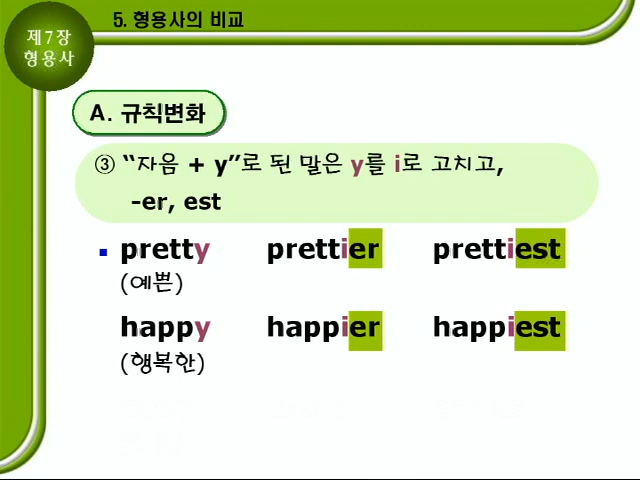 5. 형용사의 비교
제7장
형용사
A. 규칙변화
③ “자음 + y”로 된 말은 y를 i로 고치고,
-er, est
▪ pretty prettier prettiest
(예쁜)
happy happier happiest
(행복한)